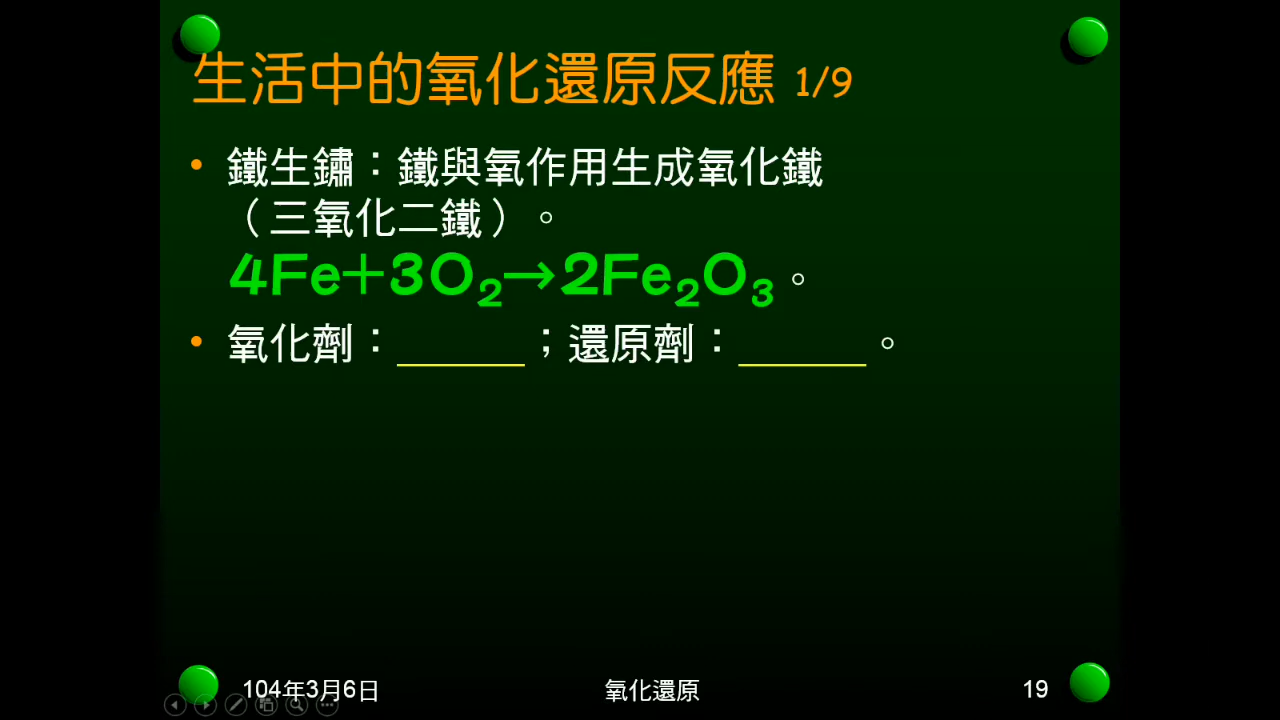 生活中的氧化還原反應 1/9
• 鐵生鏽：鐵與氧作用生成氧化鐵
（三氧化二鐵）。
4Fe+3O₂→2Fe₂O₃。
• 氧化劑：______；還原劑：______。
104年3月6日
氧化還原
19